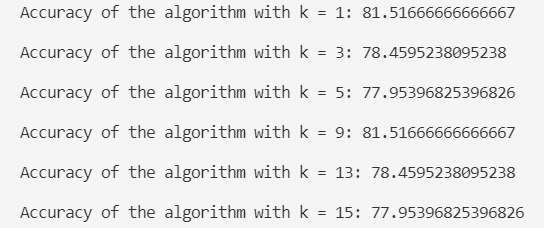 Accuracy of the algorithm with k = 1: 81.51666666666667
Accuracy of the algorithm with k = 3: 78.4595238095238
Accuracy of the algorithm with k = 5: 77.95396825396826
Accuracy of the algorithm with k = 9: 81.51666666666667
Accuracy of the algorithm with k = 13: 78.4595238095238
Accuracy of the algorithm with k = 15: 77.95396825396826